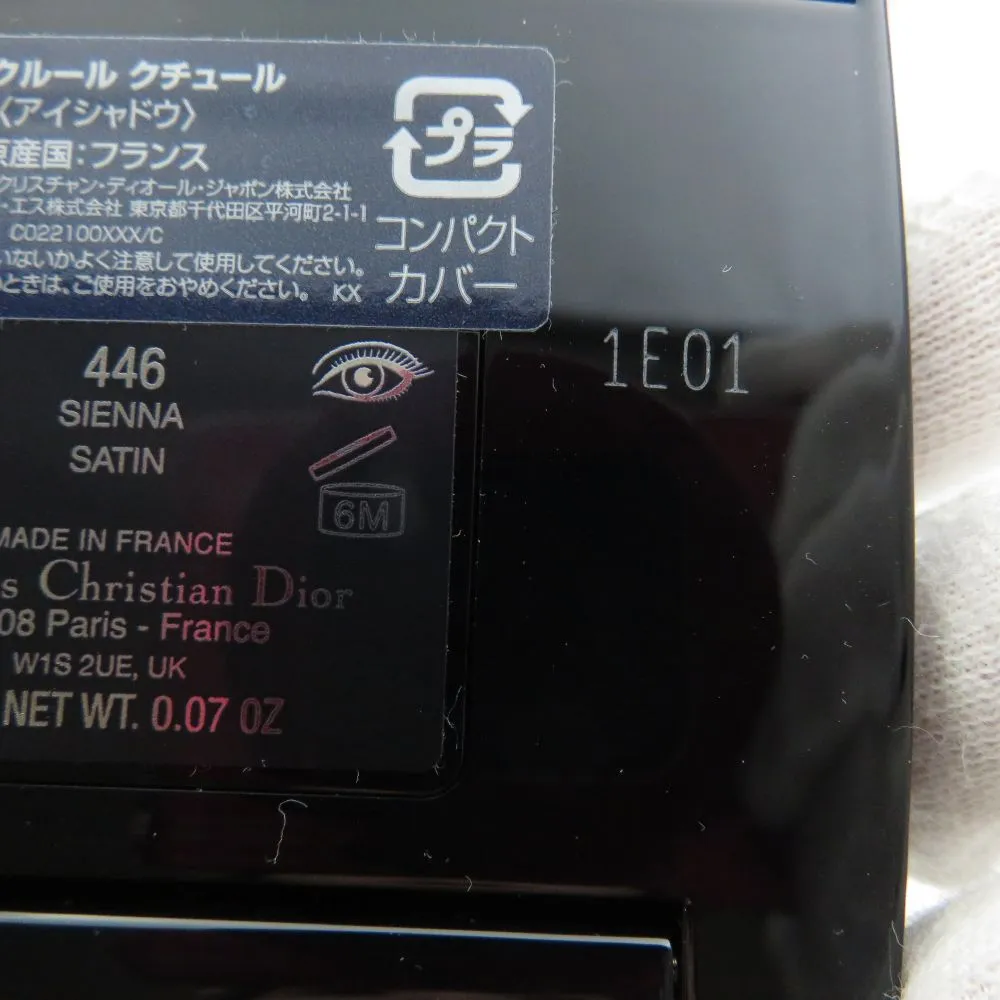 クルール クチュール
〈アイシャドウ〉
原産国：フランス
クリスチャン・ディオール・ジャポン株式会社
エス株式会社 東京都千代田区平河町2-1-1
CO22100XXX/C
いないかよく注意して使用してください。
いときは、ご使用をおやめください。 KX
プラ
コンパクト
カバー
446
SIENNA
SATIN
6M
1E01
MADE IN FRANCE
s Christian Dior
08 Paris - France
W1S 2UE, UK
NET WT. 0.07 OZ